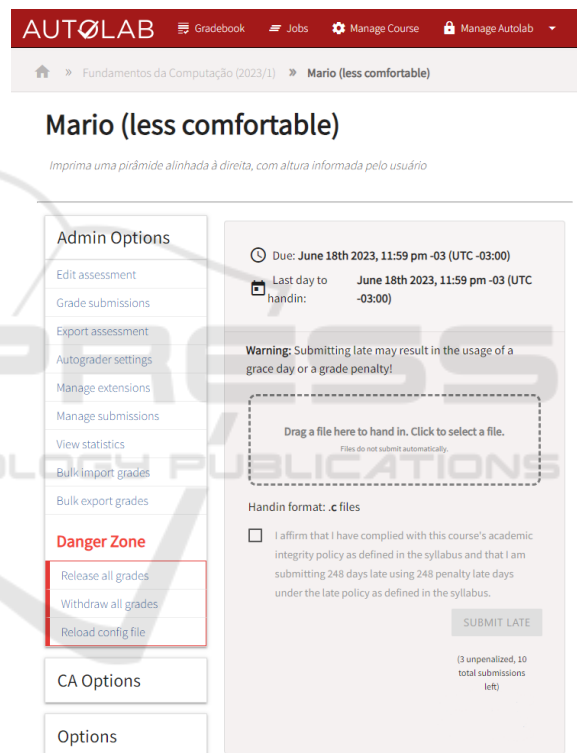 AUTOLAB Gradebook Jobs Manage Course Manage Autolab
» Fundamentos da Computação (2023/1) » Mario (less comfortable)
Mario (less comfortable)
Imprima uma pirâmide alinhada à direita, com altura informada pelo usuário
Admin Options
Edit assessment
Grade submissions
Export assessment
Autograder settings
Manage extensions
Manage submissions
View statistics
Bulk import grades
Bulk export grades
Danger Zone
Release all grades
Withdraw all grades
Reload config file
CA Options
Options
Due: June 18th 2023, 11:59 pm -03 (UTC -03:00)
Last day to June 18th 2023, 11:59 pm -03 (UTC
handin: -03:00)
Warning: Submitting late may result in the usage of a
grace day or a grade penalty!
Drag a file here to hand in. Click to select a file.
Files do not submit automatically.
Handin format: .c files
I affirm that I have complied with this course's academic
integrity policy as defined in the syllabus and that I am
submitting 248 days late using 248 penalty late days
under the late policy as defined in the syllabus.
SUBMIT LATE
(3 unpenalized, 10
total submissions
left)
PRESS
OLOGY PUBLICATIONS